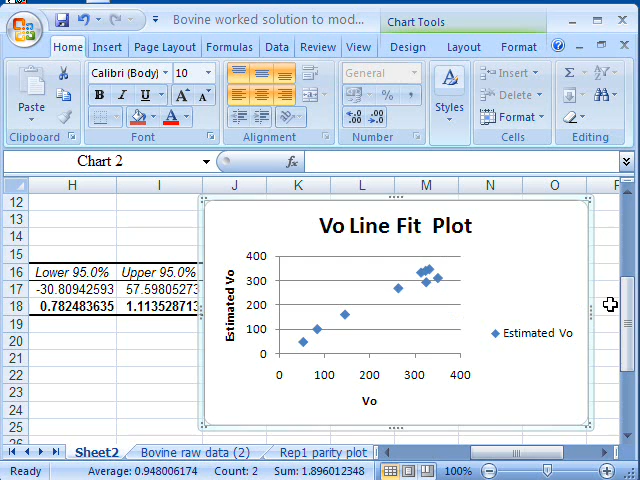 Bovine worked solution to mod... Chart Tools
Home Insert Page Layout Formulas Data Review View Design Layout Format
Paste Calibri (Body) 10 General Styles Insert
B I U A A % , Delete
Format
Clipboard Font Alignment Number Cells Editing
Chart 2 fx
H I J K L M N O
12
13
14
15
16 Lower 95.0% Upper 95.0%
17 -30.80942593 57.59805273
18 0.782483635 1.113528713
19
20
21
22
23
24
25
26
Vo Line Fit Plot
400
300
200
100
0
0 100 200 300 400
Estimated Vo
Vo
Estimated Vo
Sheet2 Bovine raw data (2) Rep1 parity plot
Ready Average: 0.948006174 Count: 2 Sum: 1.896012348 100%